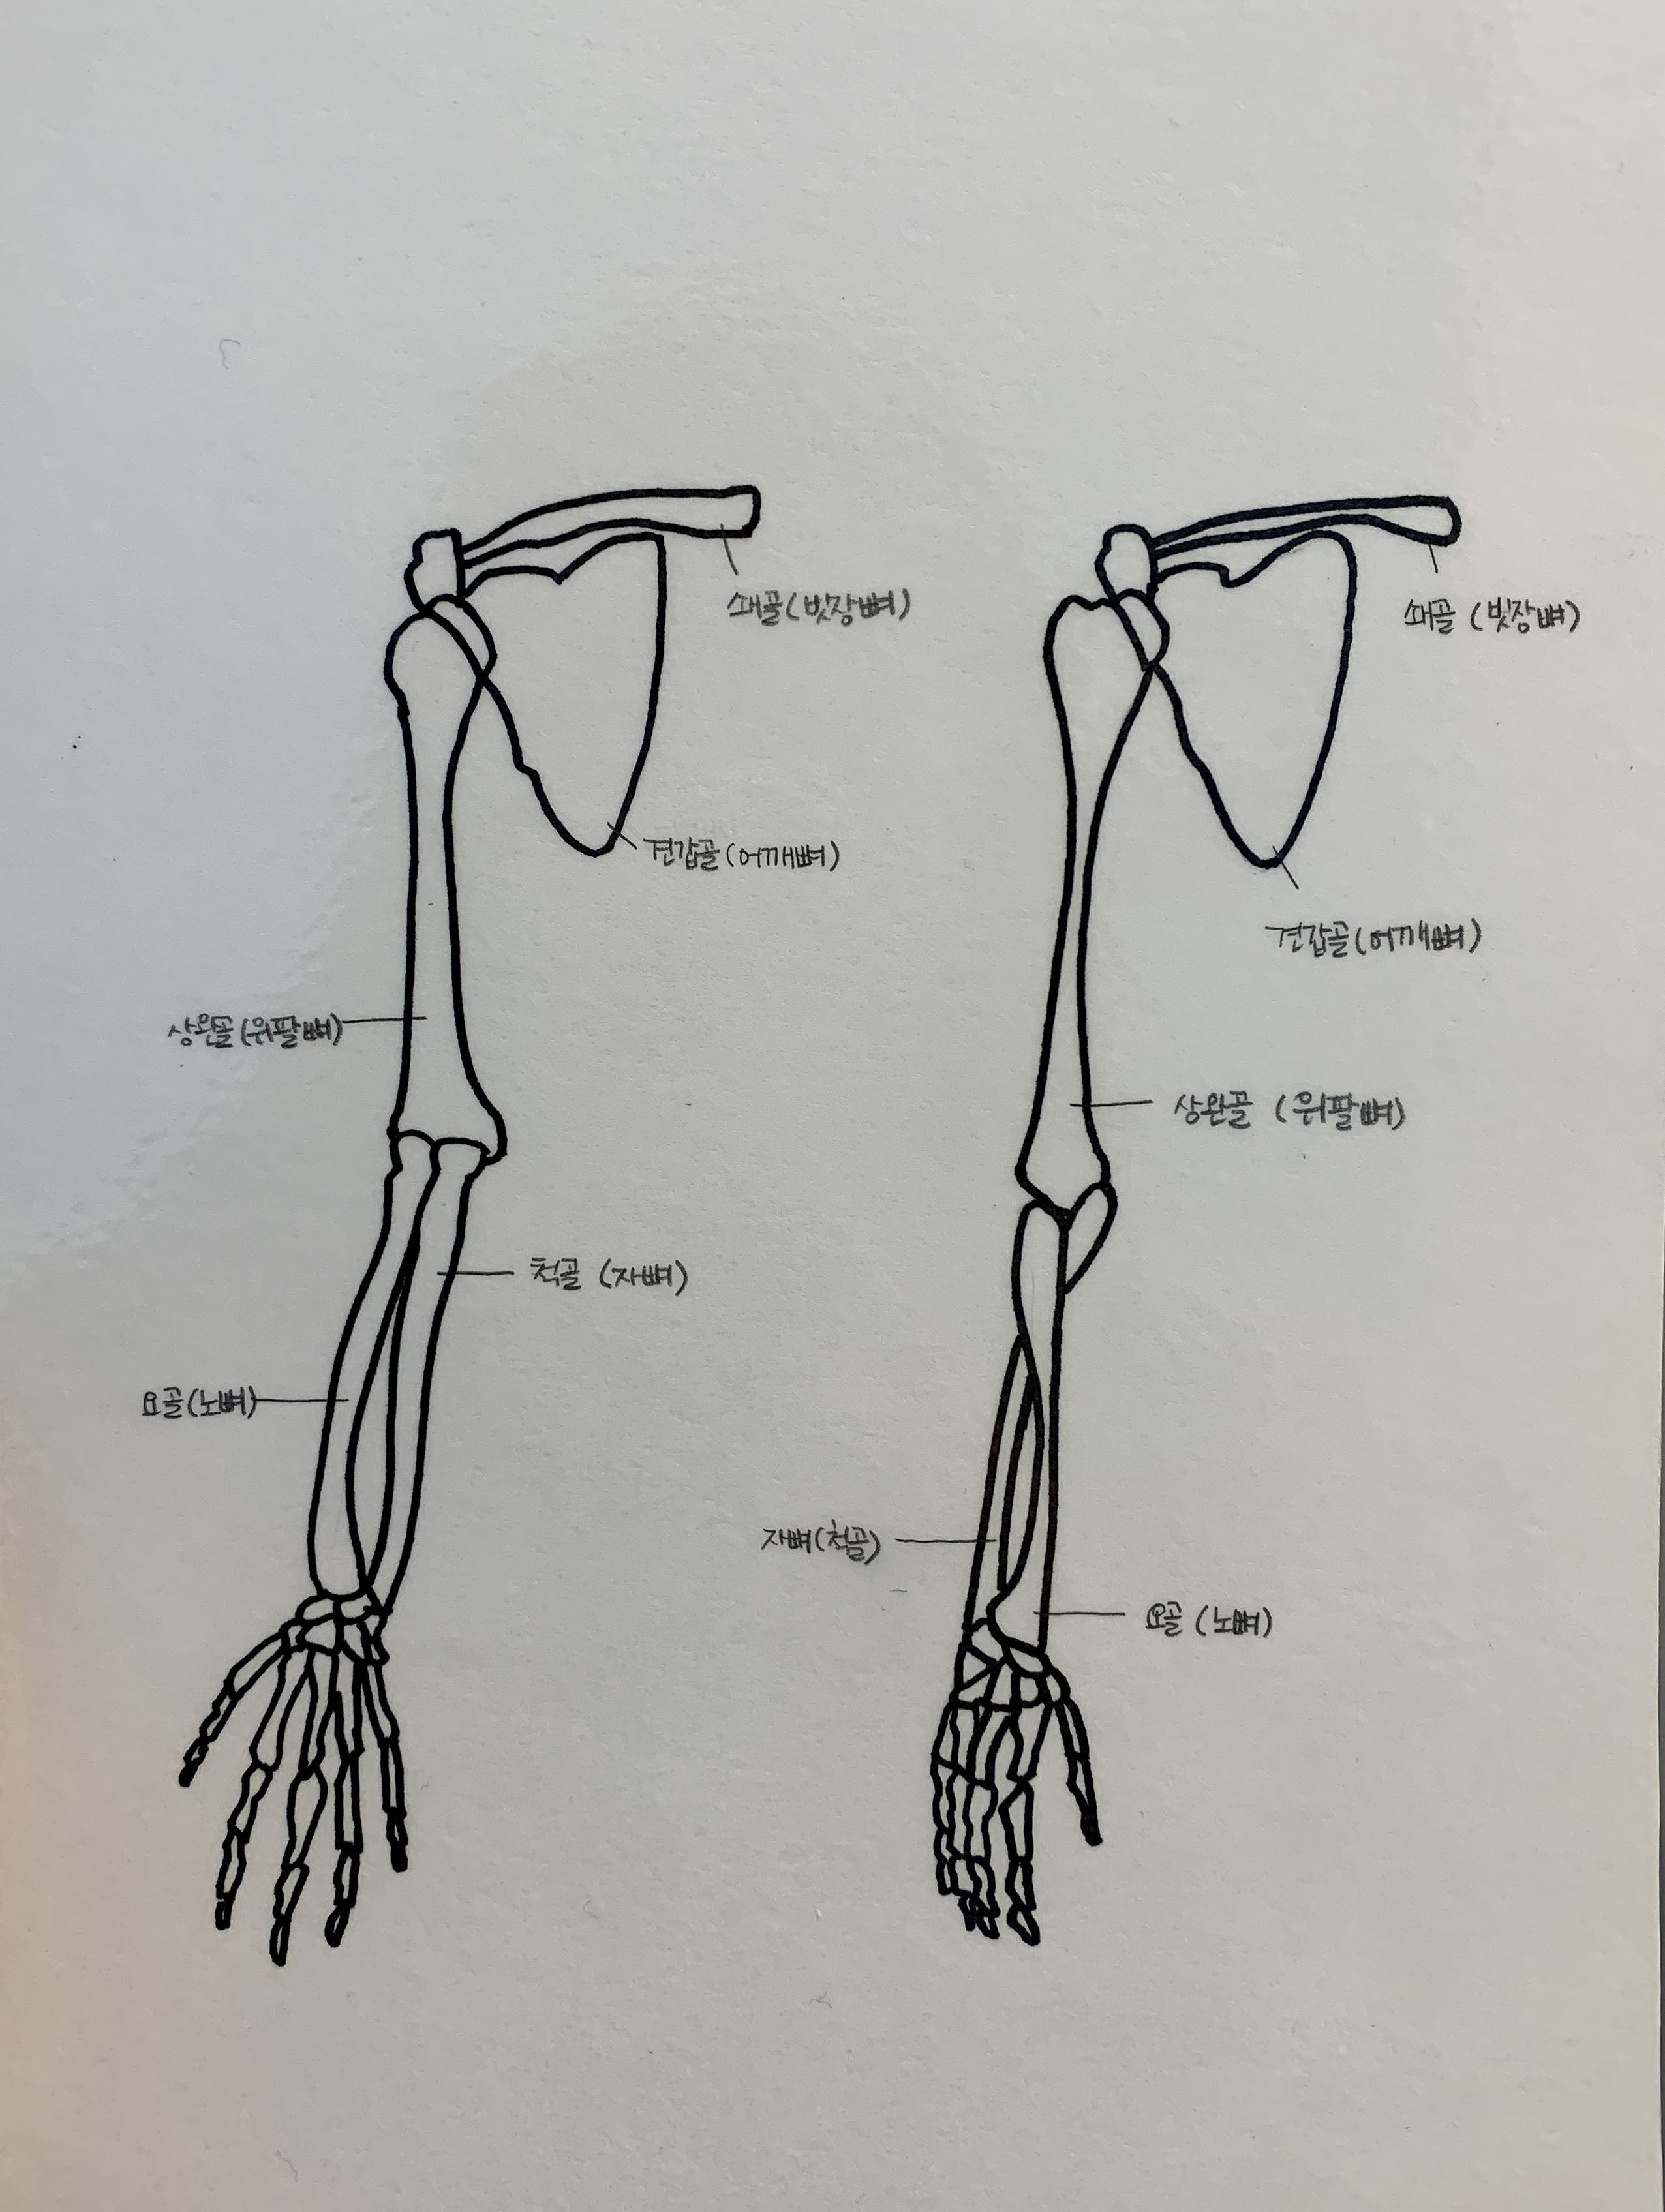 쇄골(빗장뼈)
견갑골(어깨뼈)
상완골(위팔뼈)
척골 (자뼈)
요골(노뼈)
쇄골 (빗장뼈)
견갑골(어깨뼈)
상완골 (위팔뼈)
자뼈(척골)
요골 (노뼈)